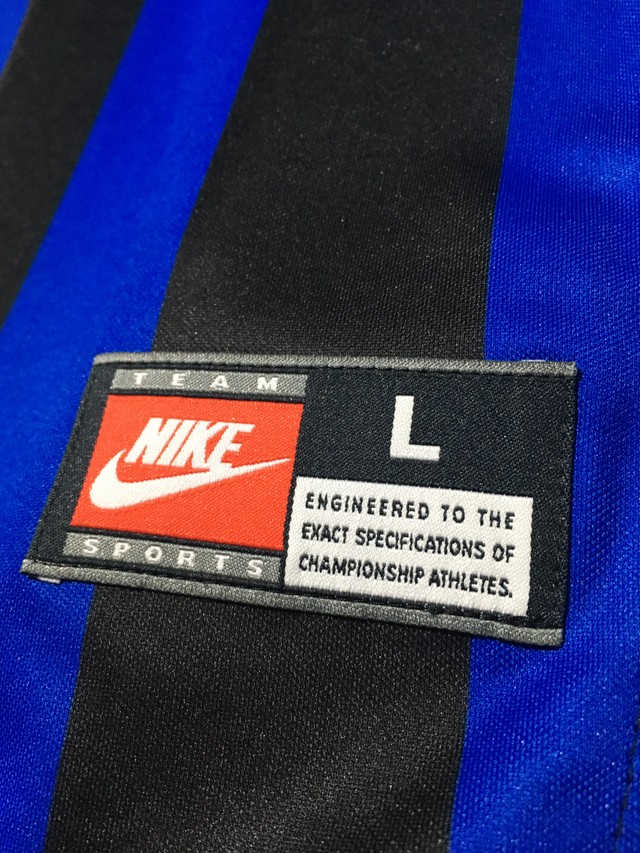 TEAM
NIKE
SPORTS
L
ENGINEERED TO THE
EXACT SPECIFICATIONS OF
CHAMPIONSHIP ATHLETES.